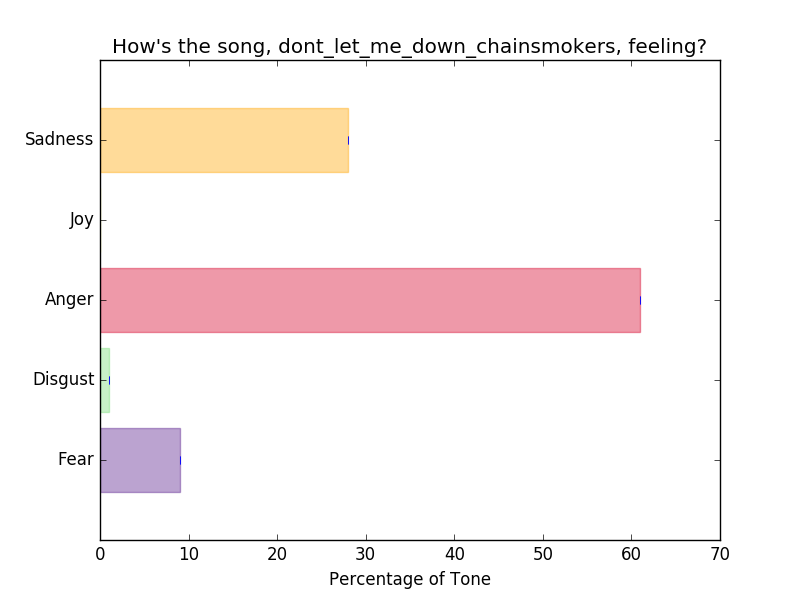 How's the song, dont_let_me_down_chainsmokers, feeling?
Sadness
Joy
Anger
Disgust
Fear
0 10 20 30 40 50 60 70
Percentage of Tone